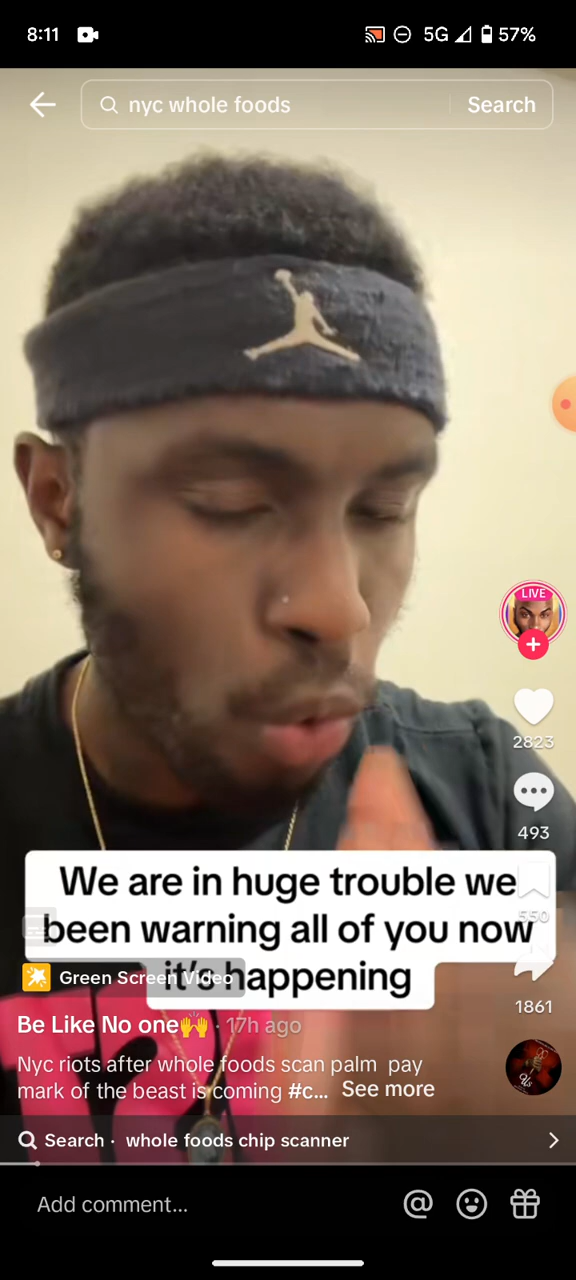 8:11
5G
57%
nyc whole foods
Search
LIVE
2823
493
We are in huge trouble we
been warning all of you now
it's happening
550
Green Screen Video
1861
Be Like No one🙌 · 17h ago
Nyc riots after whole foods scan palm pay
mark of the beast is coming #c... See more
Search · whole foods chip scanner
Add comment...